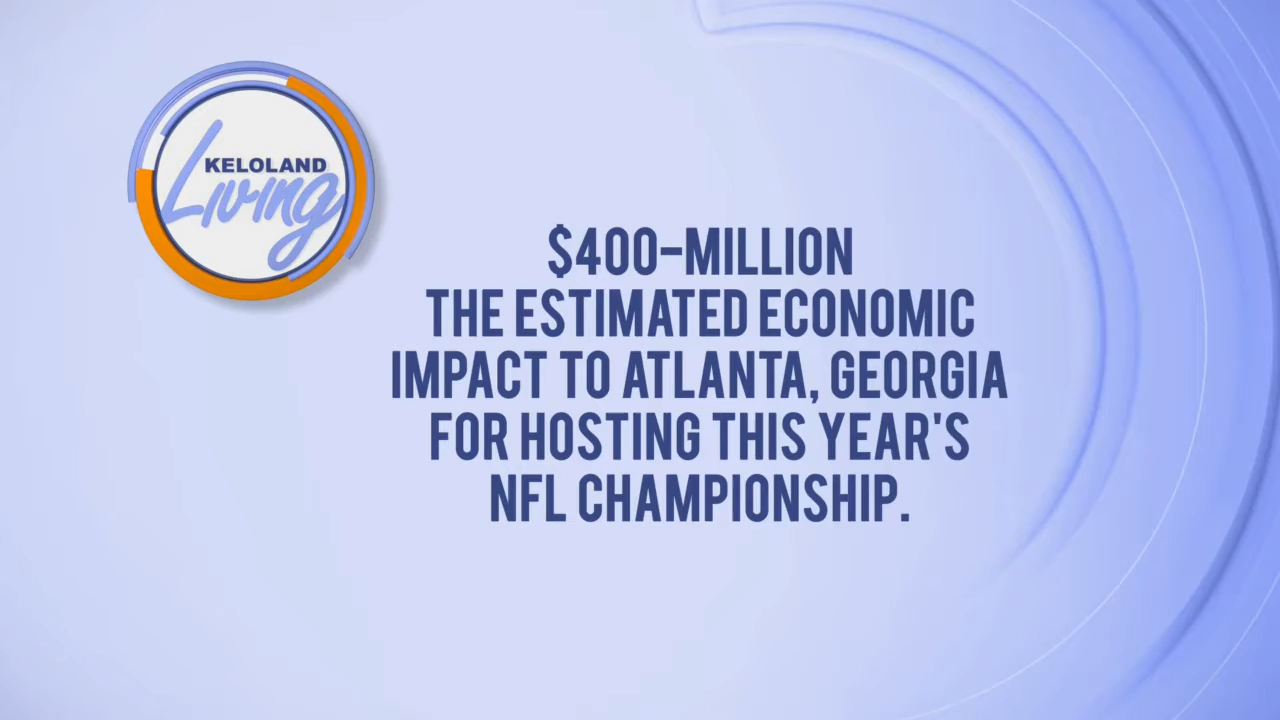 KELOLAND
Living
$400-MILLION
THE ESTIMATED ECONOMIC
IMPACT TO ATLANTA, GEORGIA
FOR HOSTING THIS YEAR'S
NFL CHAMPIONSHIP.